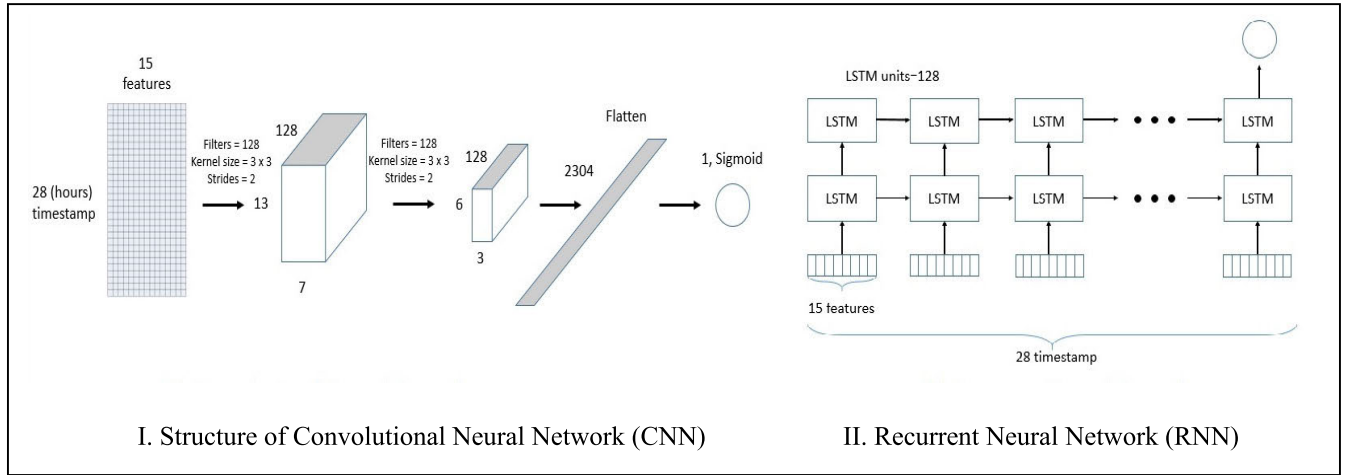 15
features
28 (hours)
timestamp
Filters = 128
Kernel size = 3 x 3
Strides = 2
128
13
7
Filters = 128
Kernel size = 3 x 3
Strides = 2
128
6
3
Flatten
2304
1, Sigmoid
LSTM units−128
LSTM LSTM LSTM LSTM
LSTM LSTM LSTM LSTM
15 features
28 timestamp
I. Structure of Convolutional Neural Network (CNN)
II. Recurrent Neural Network (RNN)